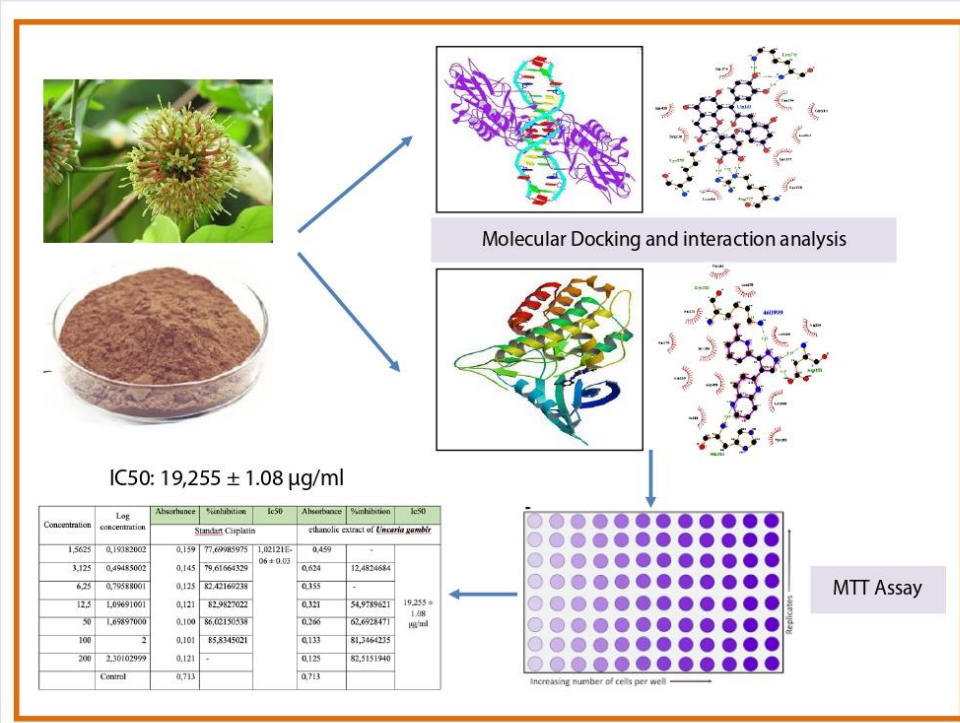 Molecular Docking and interaction analysis
IC50: 19,255 ± 1.08 µg/ml
Concentration
Log concentration
Absorbance %inhibition Ic50 Absorbance %inhibition Ic50
Standart Cisplatin ethanolic extract of Uncaria gambir
1,5625 0,19382002 0,159 77,69985975 1,02121E-06 ± 0.03 0,459 -
3,125 0,49485002 0,145 79,61664329 0,624 12,4824684
6,25 0,79588001 0,125 82,42169238 0,355 -
12,5 1,09691001 0,121 82,9827022 0,321 54,9789621 19,255 ± 1.08 µg/ml
50 1,69897000 0,100 86,02150538 0,266 62,6928471
100 2 0,101 85,8345021 0,133 81,3464235
200 2,30102999 0,121 - 0,125 82,5151940
Control 0,713 0,713
Replicates
Increasing number of cells per well
MTT Assay